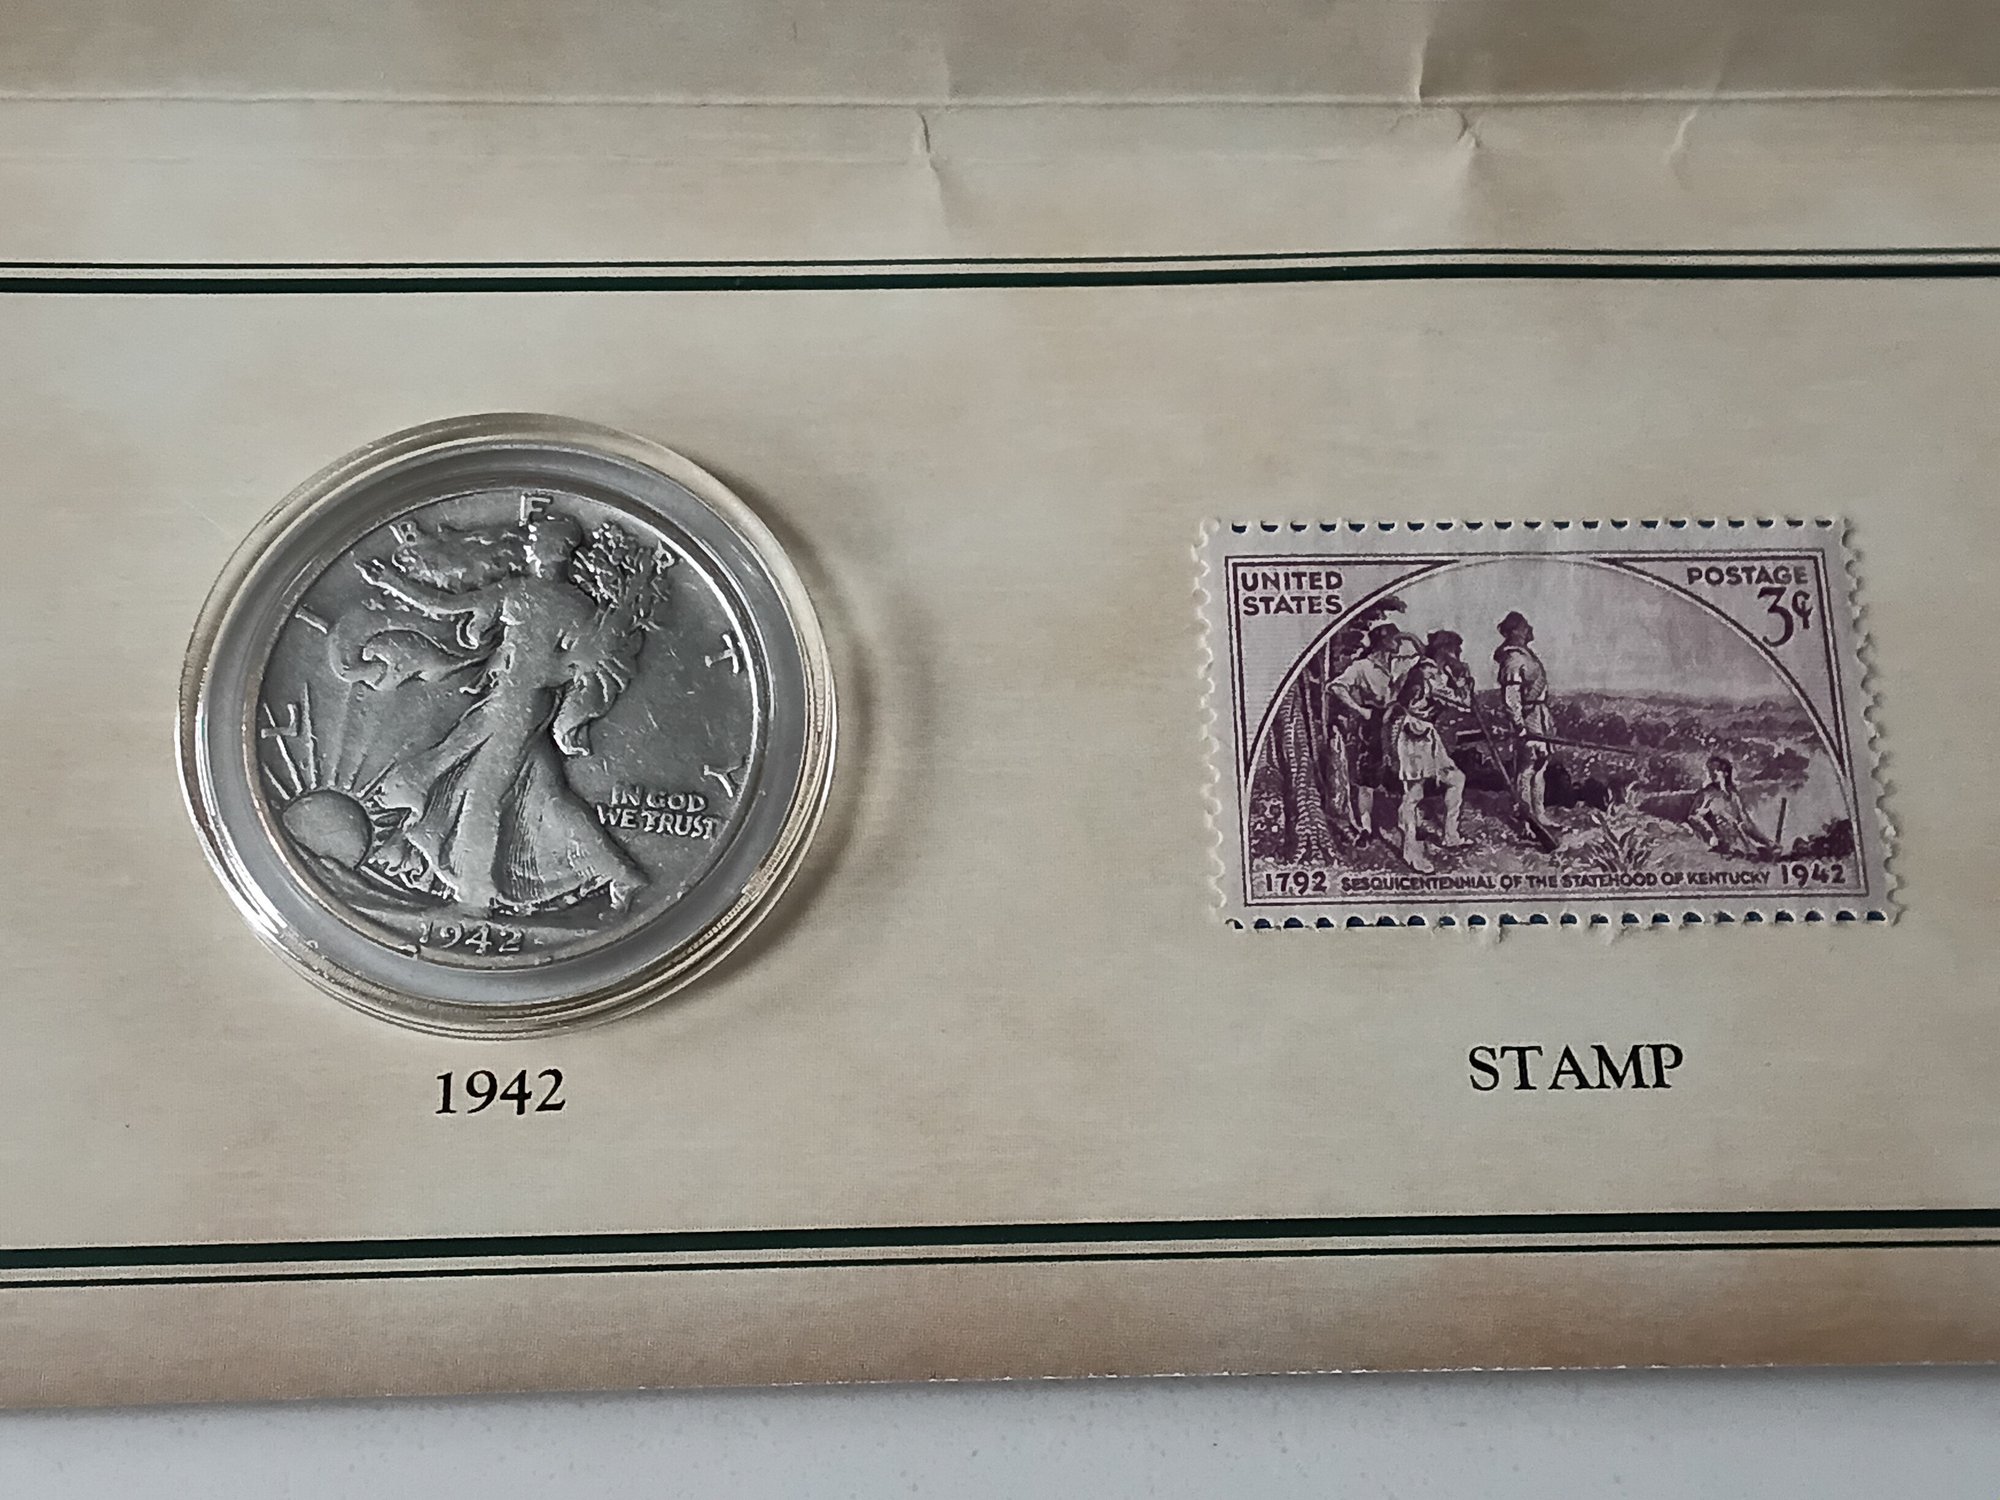 LIBERTY
IN GOD
WE TRUST
1942
1942
UNITED
STATES
POSTAGE
3¢
1792 SESQUICENTENNIAL OF THE STATEHOOD OF KENTUCKY 1942
STAMP